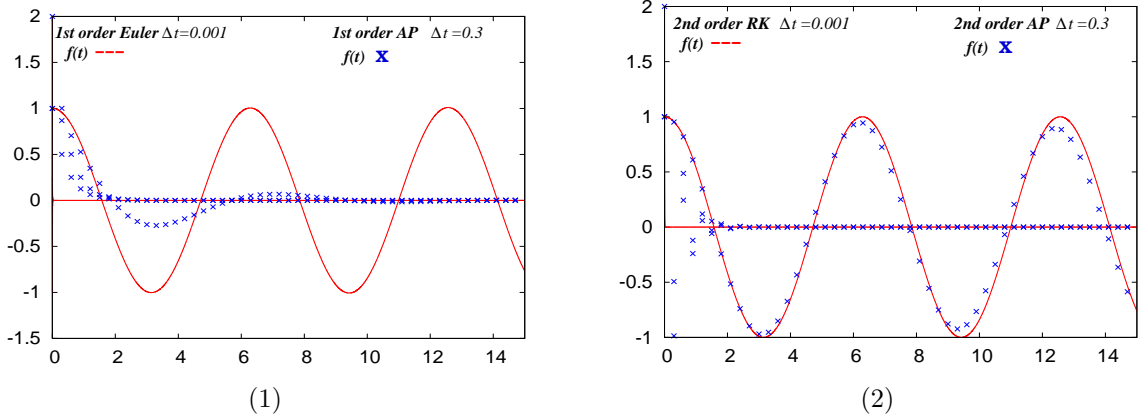 1st order Euler Δt=0.001 1st order AP Δt=0.3
f(t) f(t) x
2
1.5
1
0.5
0
-0.5
-1
-1.5
0 2 4 6 8 10 12 14
(1)
2nd order RK Δt=0.001 2nd order AP Δt=0.3
f(t) f(t) x
2
1.5
1
0.5
0
-0.5
-1
0 2 4 6 8 10 12 14
(2)